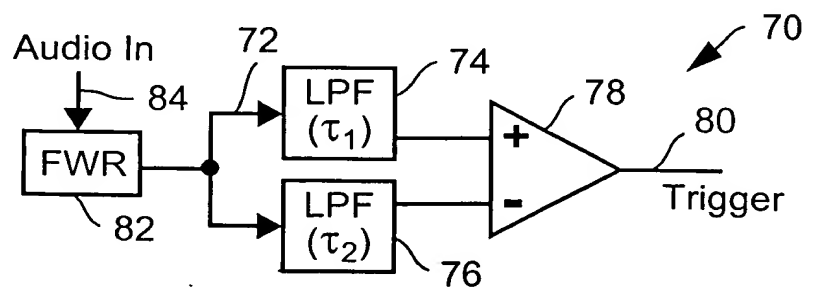 Audio In
84
FWR
82
72
LPF
(τ1)
74
LPF
(τ2)
76
+
-
78
80
Trigger
70